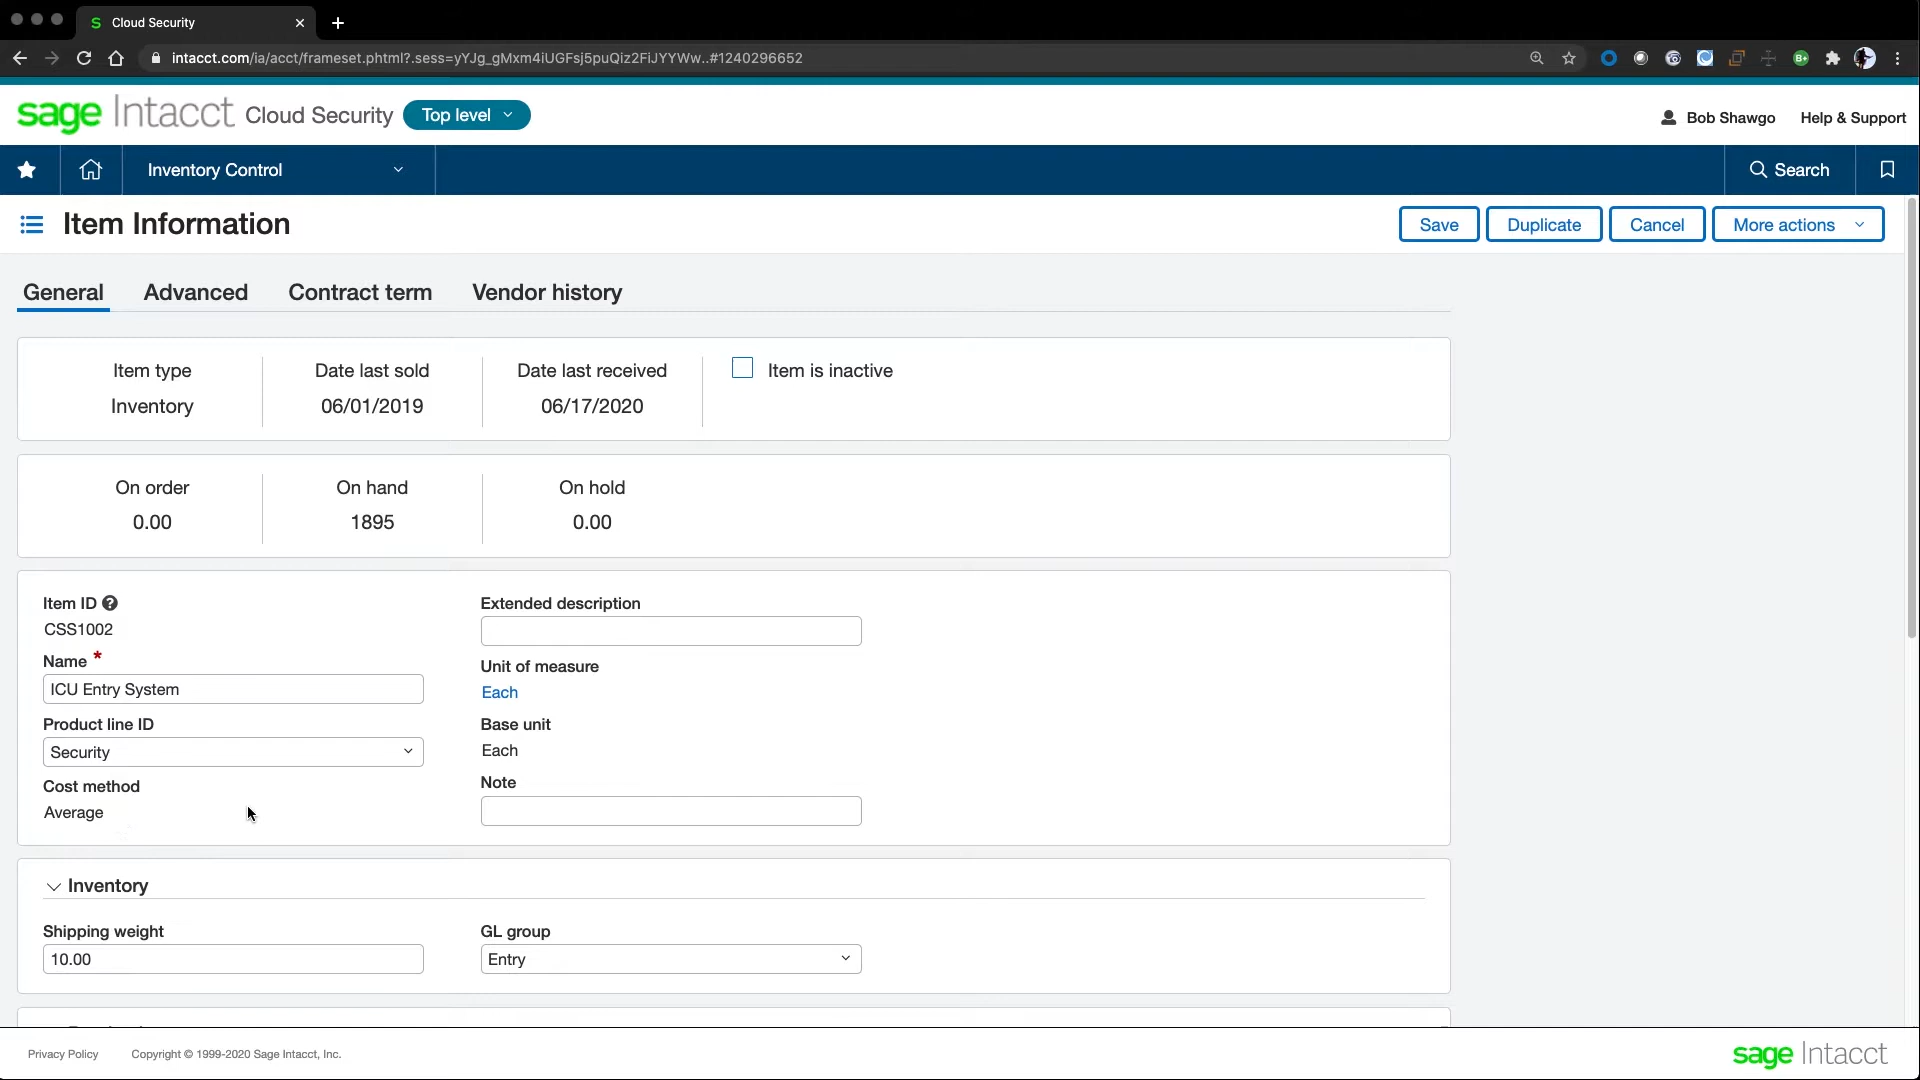 Cloud Security
intacct.com/ia/acct/frameset.phtml?.sess=yYJg_gMxm4iUGFsj5puQiz2FiJYYWw..#1240296652
sage Intacct Cloud Security Top level
Bob Shawgo Help & Support
Inventory Control
Search
Item Information
Save Duplicate Cancel More actions
General Advanced Contract term Vendor history
Item type Date last sold Date last received Item is inactive
Inventory 06/01/2019 06/17/2020
On order On hand On hold
0.00 1895 0.00
Item ID
CSS1002
Name *
ICU Entry System
Product line ID
Security
Cost method
Average
Extended description
Unit of measure
Each
Base unit
Each
Note
Inventory
Shipping weight
10.00
GL group
Entry
Privacy Policy Copyright © 1999-2020 Sage Intacct, Inc.
sage Intacct